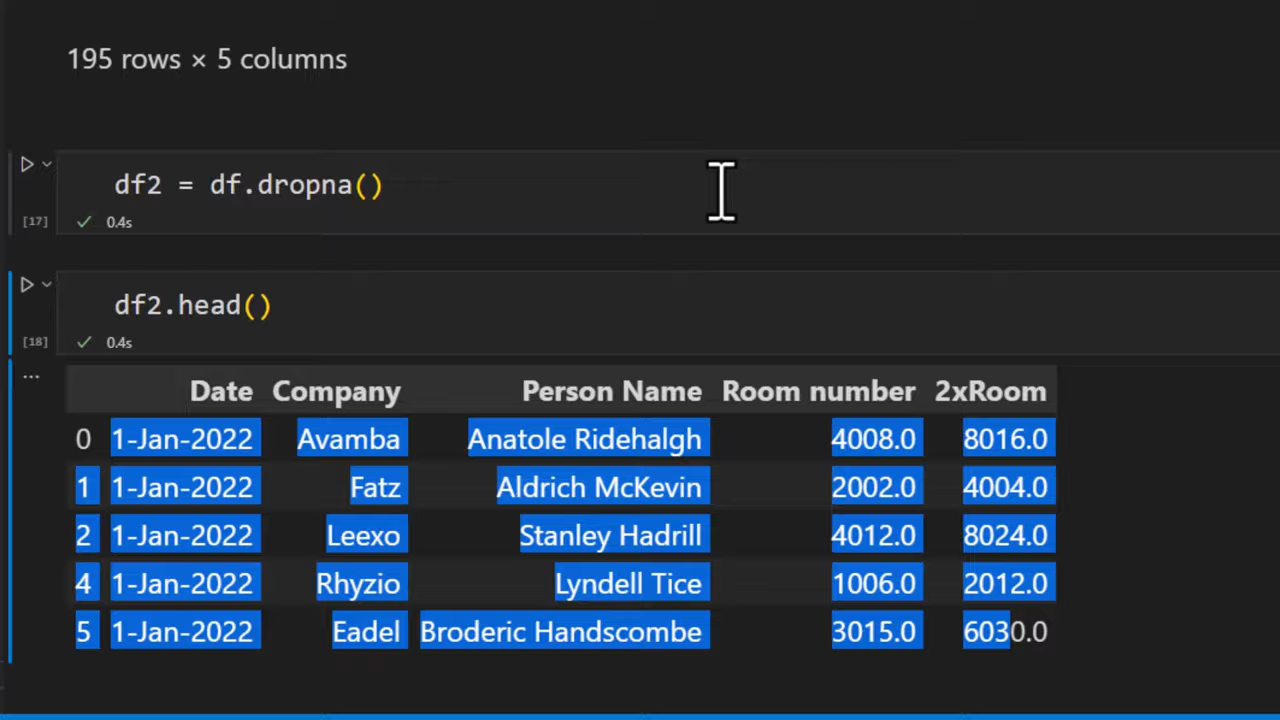 195 rows × 5 columns
df2 = df.dropna()
[17] 0.4s
df2.head()
[18] 0.4s
...
Date Company Person Name Room number 2xRoom
0 1-Jan-2022 Avamba Anatole Ridehalgh 4008.0 8016.0
1 1-Jan-2022 Fatz Aldrich McKevin 2002.0 4004.0
2 1-Jan-2022 Leexo Stanley Hadrill 4012.0 8024.0
4 1-Jan-2022 Rhyzio Lyndell Tice 1006.0 2012.0
5 1-Jan-2022 Eadel Broderic Handscombe 3015.0 6030.0